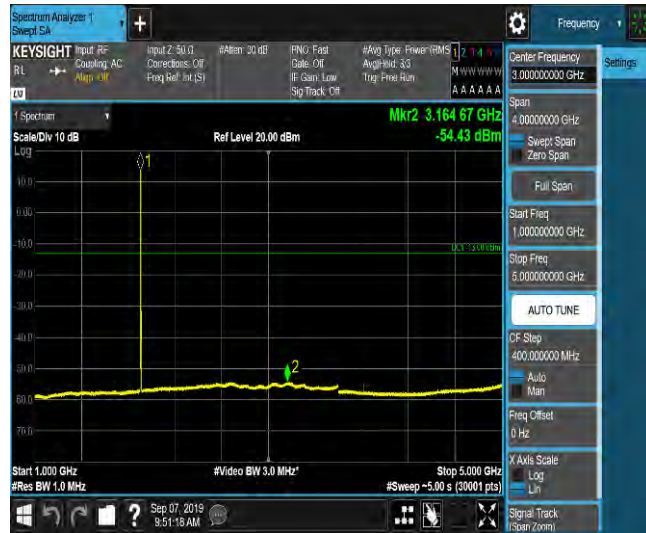 Spectrum Analyzer 1
Swept SA
Frequency
KEYSIGHT
RL
Input: RF
Coupling: AC
Align: Off
Input Z: 50 Ω
Corrections: Off
Freq Ref: Int (S)
#Atten: 30 dB
PNO: Fast
Gate: Off
IF Gain: Low
Sig Track: Off
#Avg Type: Power (RMS
Avg|Hold: 3/3
Trig: Free Run
1 2 3 4 5 6
M W W W W W
A A A A A A
Settings
Center Frequency
3.000000000 GHz
Span
4.00000000 GHz
Swept Span
Zero Span
Full Span
Start Freq
1.000000000 GHz
Stop Freq
5.000000000 GHz
AUTO TUNE
CF Step
400.000000 MHz
Auto
Man
Freq Offset
0 Hz
X Axis Scale
Log
Lin
Signal Track
(Span Zoom)
1 Spectrum
Scale/Div 10 dB
Log
Ref Level 20.00 dBm
Mkr2 3.164 67 GHz
-54.43 dBm
1
10.0
0.00
-10.0
DL1 -13.00 dBm
-20.0
-30.0
-40.0
-50.0
2
-60.0
-70.0
Start 1.000 GHz
#Video BW 3.0 MHz*
Stop 5.000 GHz
#Res BW 1.0 MHz
#Sweep ~5.00 s (30001 pts)
?
Sep 07, 2019
9:51:18 AM